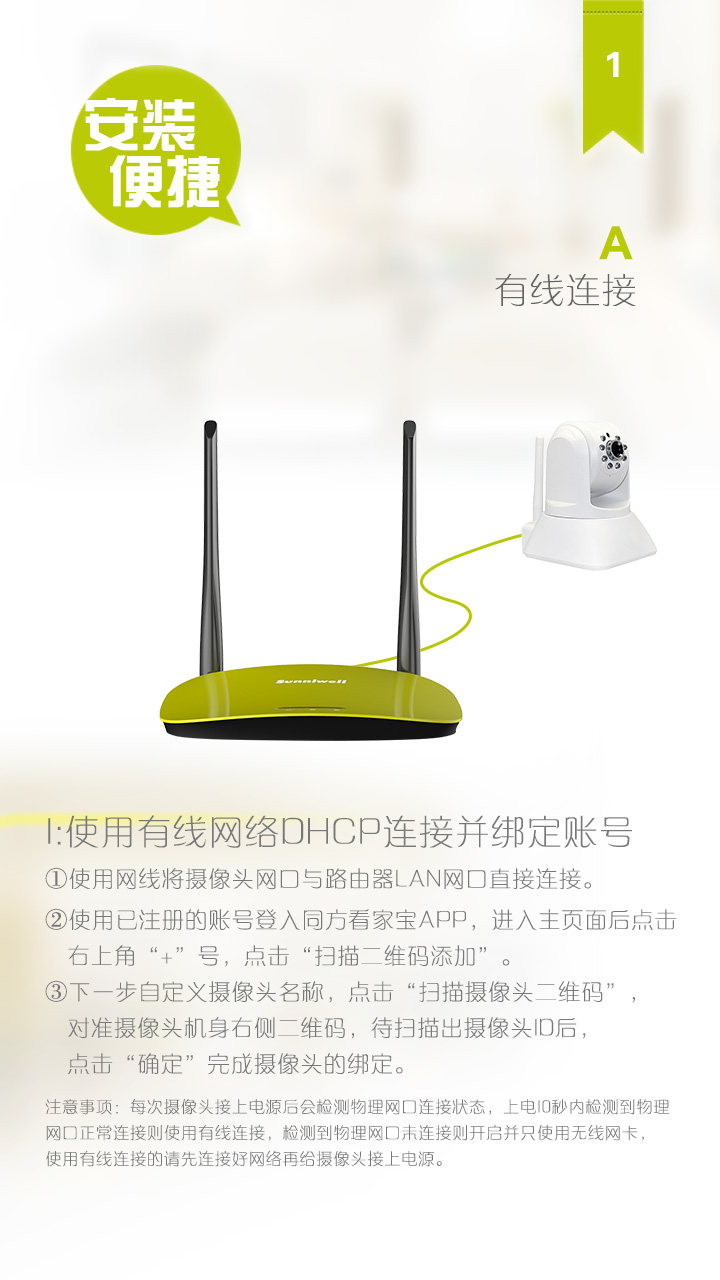 1
安装
便捷
A
有线连接
Sunniwell
I:使用有线网络DHCP连接并绑定账号
①使用网线将摄像头网口与路由器LAN网口直接连接。
②使用已注册的账号登入同方看家宝APP，进入主页面后点击
右上角“+”号，点击“扫描二维码添加”。
③下一步自定义摄像头名称，点击“扫描摄像头二维码”，
对准摄像头机身右侧二维码，待扫描出摄像头ID后，
点击“确定”完成摄像头的绑定。
注意事项：每次摄像头接上电源后会检测物理网口连接状态，上电10秒内检测到物理
网口正常连接则使用有线连接，检测到物理网口未连接则开启并只使用无线网卡，
使用有线连接的请先连接好网络再给摄像头接上电源。